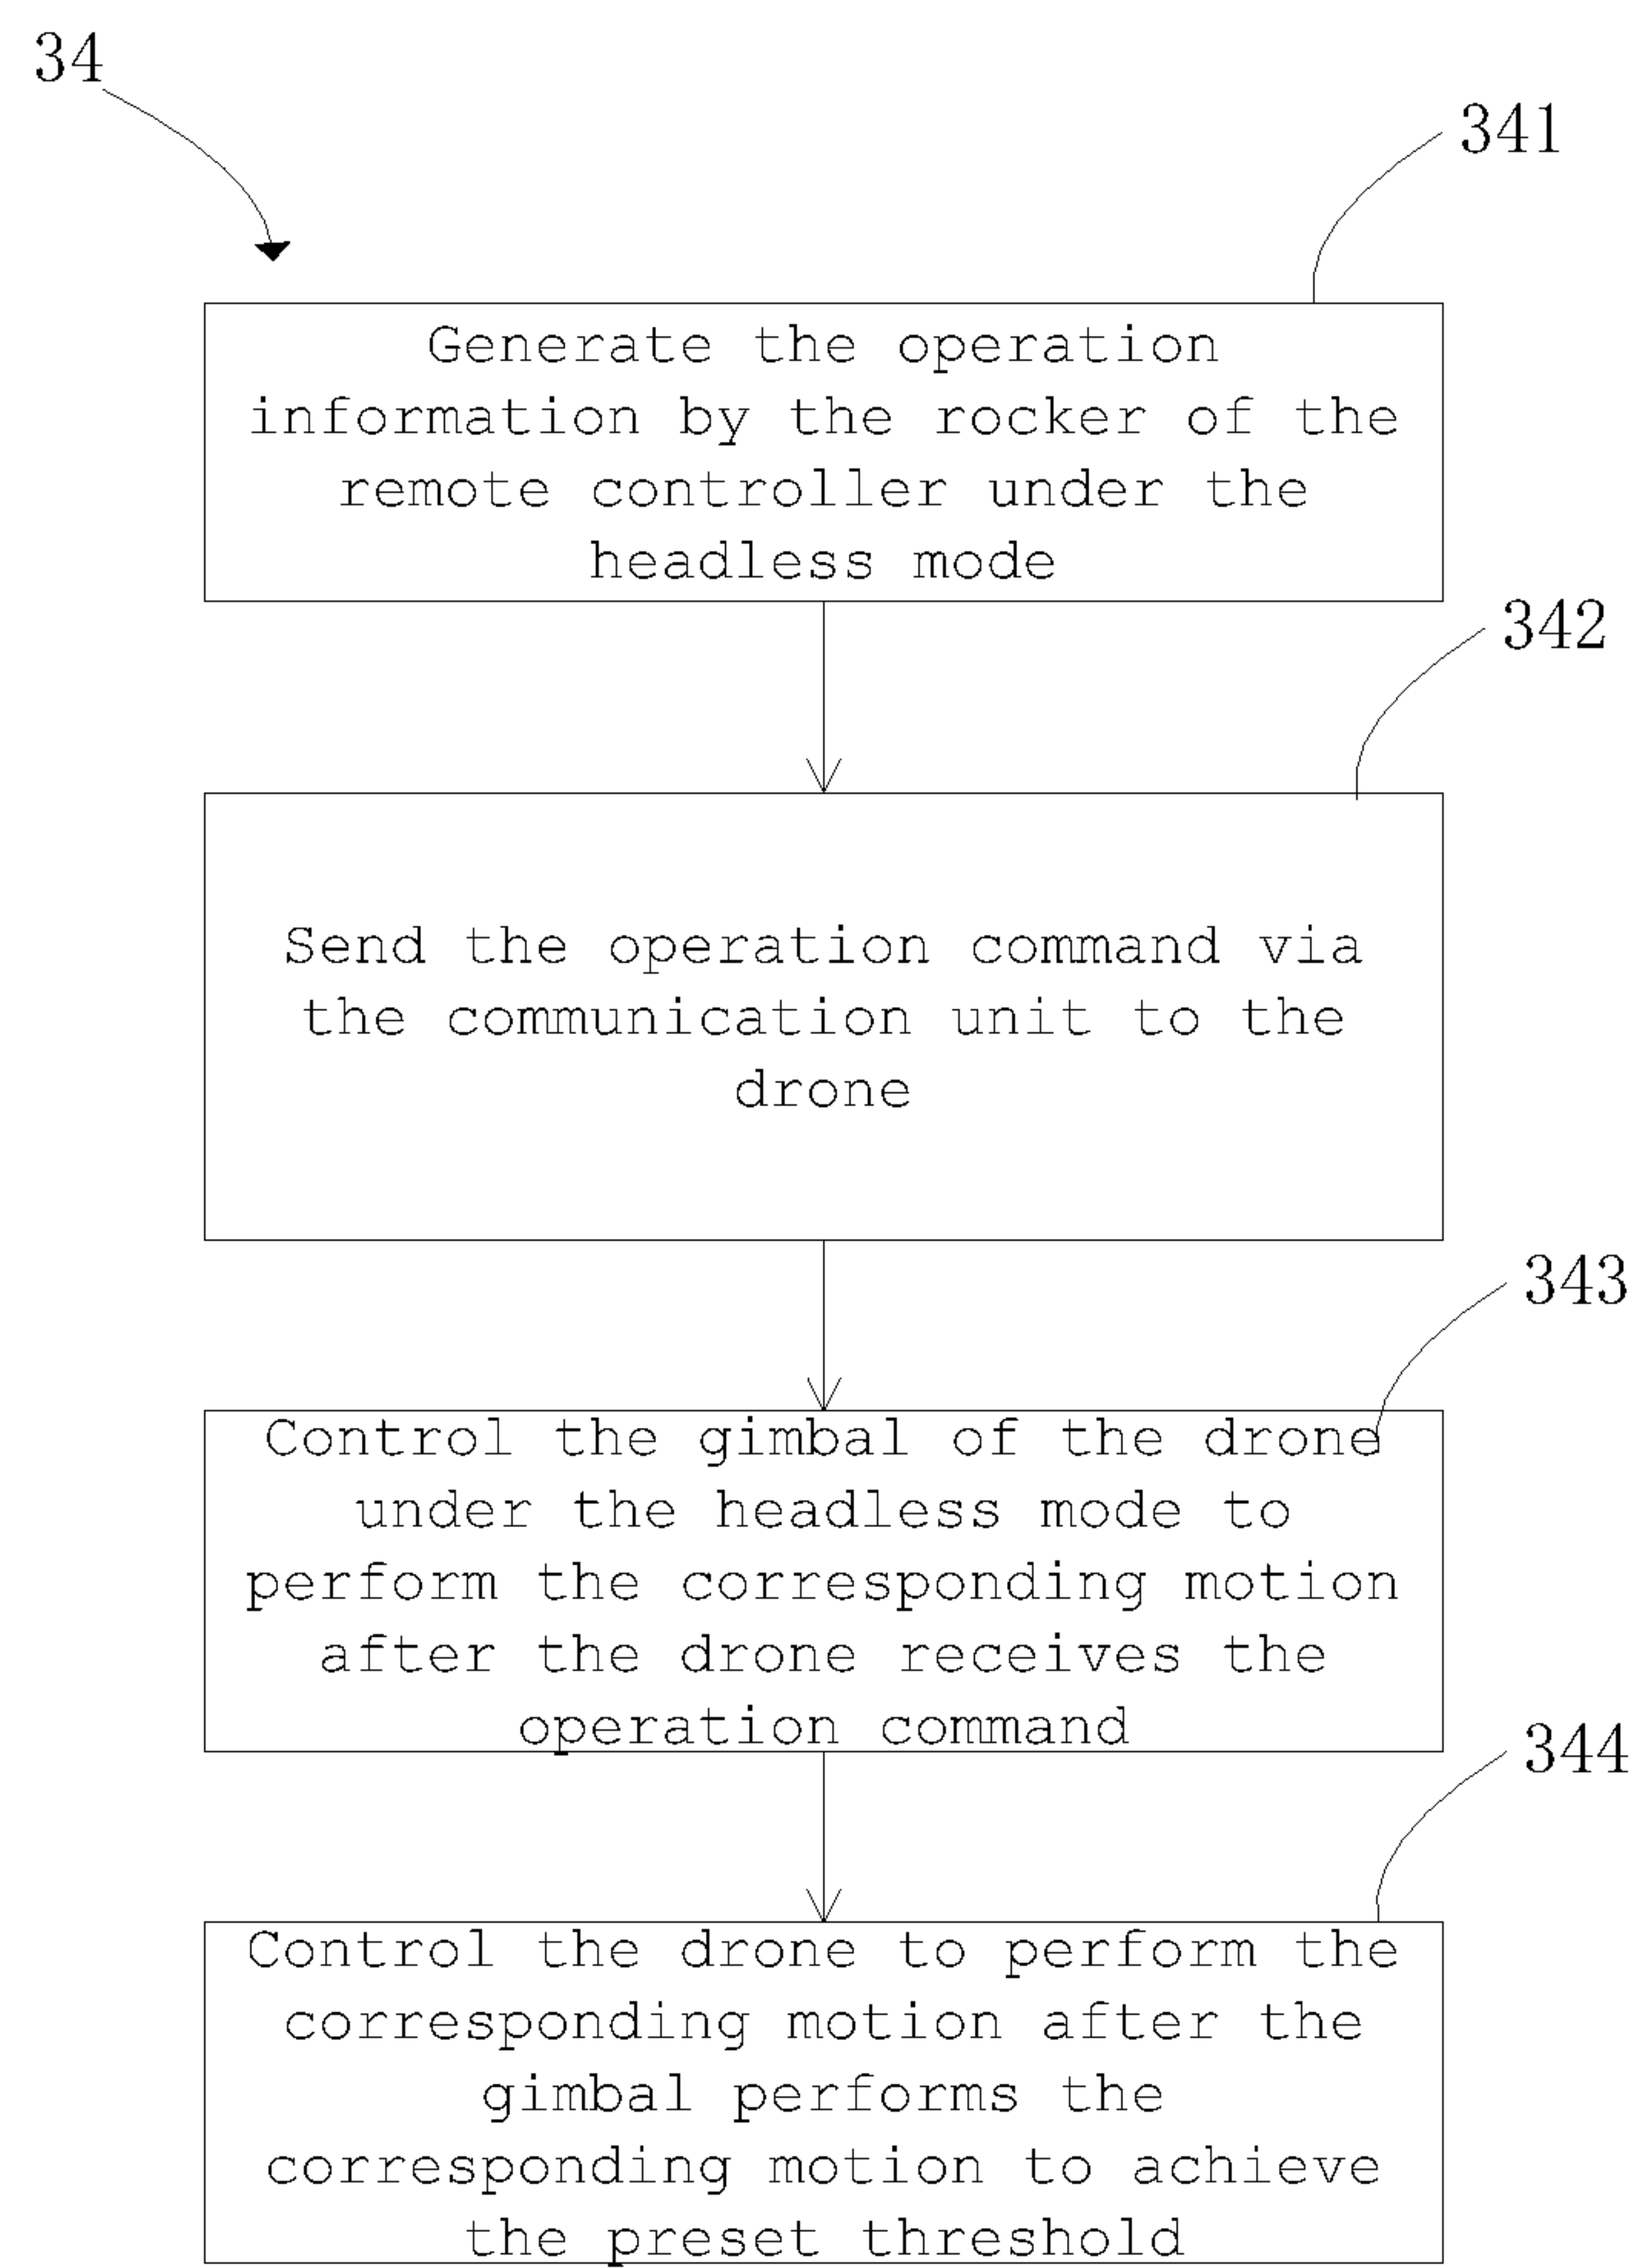 34
341
Generate the operation
information by the rocker of the
remote controller under the
headless mode
342
Send the operation command via
the communication unit to the
drone
343
Control the gimbal of the drone
under the headless mode to
perform the corresponding motion
after the drone receives the
operation command
344
Control the drone to perform the
corresponding motion after the
gimbal performs the
corresponding motion to achieve
the preset threshold